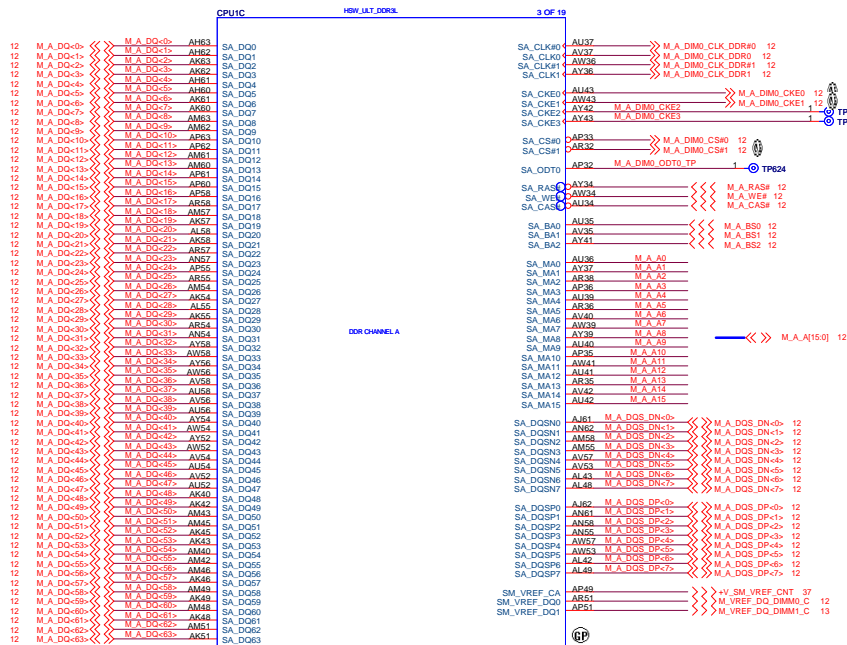 CPU1C HSW_ULT_DDR3L 3 OF 19
12 M_A_DQ<0> M_A_DQ<0> AH63 SA_DQ0
12 M_A_DQ<1> M_A_DQ<1> AH62 SA_DQ1
12 M_A_DQ<2> M_A_DQ<2> AK63 SA_DQ2
12 M_A_DQ<3> M_A_DQ<3> AK62 SA_DQ3
12 M_A_DQ<4> M_A_DQ<4> AH61 SA_DQ4
12 M_A_DQ<5> M_A_DQ<5> AH60 SA_DQ5
12 M_A_DQ<6> M_A_DQ<6> AK61 SA_DQ6
12 M_A_DQ<7> M_A_DQ<7> AK60 SA_DQ7
12 M_A_DQ<8> M_A_DQ<8> AM63 SA_DQ8
12 M_A_DQ<9> M_A_DQ<9> AM62 SA_DQ9
12 M_A_DQ<10> M_A_DQ<10> AP63 SA_DQ10
12 M_A_DQ<11> M_A_DQ<11> AP62 SA_DQ11
12 M_A_DQ<12> M_A_DQ<12> AM61 SA_DQ12
12 M_A_DQ<13> M_A_DQ<13> AM60 SA_DQ13
12 M_A_DQ<14> M_A_DQ<14> AP61 SA_DQ14
12 M_A_DQ<15> M_A_DQ<15> AP60 SA_DQ15
12 M_A_DQ<16> M_A_DQ<16> AP58 SA_DQ16
12 M_A_DQ<17> M_A_DQ<17> AR58 SA_DQ17
12 M_A_DQ<18> M_A_DQ<18> AM57 SA_DQ18
12 M_A_DQ<19> M_A_DQ<19> AK57 SA_DQ19
12 M_A_DQ<20> M_A_DQ<20> AL58 SA_DQ20
12 M_A_DQ<21> M_A_DQ<21> AK58 SA_DQ21
12 M_A_DQ<22> M_A_DQ<22> AR57 SA_DQ22
12 M_A_DQ<23> M_A_DQ<23> AN57 SA_DQ23
12 M_A_DQ<24> M_A_DQ<24> AP55 SA_DQ24
12 M_A_DQ<25> M_A_DQ<25> AR55 SA_DQ25
12 M_A_DQ<26> M_A_DQ<26> AM54 SA_DQ26
12 M_A_DQ<27> M_A_DQ<27> AK54 SA_DQ27
12 M_A_DQ<28> M_A_DQ<28> AL55 SA_DQ28
12 M_A_DQ<29> M_A_DQ<29> AK55 SA_DQ29
12 M_A_DQ<30> M_A_DQ<30> AR54 SA_DQ30
12 M_A_DQ<31> M_A_DQ<31> AN54 SA_DQ31
12 M_A_DQ<32> M_A_DQ<32> AY58 SA_DQ32
12 M_A_DQ<33> M_A_DQ<33> AW58 SA_DQ33
12 M_A_DQ<34> M_A_DQ<34> AY56 SA_DQ34
12 M_A_DQ<35> M_A_DQ<35> AW56 SA_DQ35
12 M_A_DQ<36> M_A_DQ<36> AV58 SA_DQ36
12 M_A_DQ<37> M_A_DQ<37> AU58 SA_DQ37
12 M_A_DQ<38> M_A_DQ<38> AV56 SA_DQ38
12 M_A_DQ<39> M_A_DQ<39> AU56 SA_DQ39
12 M_A_DQ<40> M_A_DQ<40> AY54 SA_DQ40
12 M_A_DQ<41> M_A_DQ<41> AW54 SA_DQ41
12 M_A_DQ<42> M_A_DQ<42> AY52 SA_DQ42
12 M_A_DQ<43> M_A_DQ<43> AW52 SA_DQ43
12 M_A_DQ<44> M_A_DQ<44> AV54 SA_DQ44
12 M_A_DQ<45> M_A_DQ<45> AU54 SA_DQ45
12 M_A_DQ<46> M_A_DQ<46> AV52 SA_DQ46
12 M_A_DQ<47> M_A_DQ<47> AU52 SA_DQ47
12 M_A_DQ<48> M_A_DQ<48> AK40 SA_DQ48
12 M_A_DQ<49> M_A_DQ<49> AK42 SA_DQ49
12 M_A_DQ<50> M_A_DQ<50> AM43 SA_DQ50
12 M_A_DQ<51> M_A_DQ<51> AM45 SA_DQ51
12 M_A_DQ<52> M_A_DQ<52> AK45 SA_DQ52
12 M_A_DQ<53> M_A_DQ<53> AK43 SA_DQ53
12 M_A_DQ<54> M_A_DQ<54> AM40 SA_DQ54
12 M_A_DQ<55> M_A_DQ<55> AM42 SA_DQ55
12 M_A_DQ<56> M_A_DQ<56> AM46 SA_DQ56
12 M_A_DQ<57> M_A_DQ<57> AK46 SA_DQ57
12 M_A_DQ<58> M_A_DQ<58> AM49 SA_DQ58
12 M_A_DQ<59> M_A_DQ<59> AK49 SA_DQ59
12 M_A_DQ<60> M_A_DQ<60> AM48 SA_DQ60
12 M_A_DQ<61> M_A_DQ<61> AK48 SA_DQ61
12 M_A_DQ<62> M_A_DQ<62> AM51 SA_DQ62
12 M_A_DQ<63> M_A_DQ<63> AK51 SA_DQ63
DDR CHANNEL A
SA_CLK#0 AU37 M_A_DIM0_CLK_DDR#0 12
SA_CLK0 AV37 M_A_DIM0_CLK_DDR0 12
SA_CLK#1 AW36 M_A_DIM0_CLK_DDR#1 12
SA_CLK1 AY36 M_A_DIM0_CLK_DDR1 12
SA_CKE0 AU43 M_A_DIM0_CKE0 12
SA_CKE1 AW43 M_A_DIM0_CKE1 12
SA_CKE2 AY42 M_A_DIM0_CKE2 1 TP
SA_CKE3 AY43 M_A_DIM0_CKE3 1 TP
SA_CS#0 AP33 M_A_DIM0_CS#0 12
SA_CS#1 AR32 M_A_DIM0_CS#1 12
SA_ODT0 AP32 M_A_DIM0_ODT0_TP 1 TP624
SA_RAS# AY34 M_A_RAS# 12
SA_WE# AW34 M_A_WE# 12
SA_CAS# AU34 M_A_CAS# 12
SA_BA0 AU35 M_A_BS0 12
SA_BA1 AV35 M_A_BS1 12
SA_BA2 AY41 M_A_BS2 12
SA_MA0 AU36 M_A_A0
SA_MA1 AY37 M_A_A1
SA_MA2 AR38 M_A_A2
SA_MA3 AP36 M_A_A3
SA_MA4 AU39 M_A_A4
SA_MA5 AR36 M_A_A5
SA_MA6 AV40 M_A_A6
SA_MA7 AW39 M_A_A7
SA_MA8 AY39 M_A_A8 M_A_A[15:0] 12
SA_MA9 AU40 M_A_A9
SA_MA10 AP35 M_A_A10
SA_MA11 AW41 M_A_A11
SA_MA12 AU41 M_A_A12
SA_MA13 AR35 M_A_A13
SA_MA14 AV42 M_A_A14
SA_MA15 AU42 M_A_A15
SA_DQSN0 AJ61 M_A_DQS_DN<0> M_A_DQS_DN<0> 12
SA_DQSN1 AN62 M_A_DQS_DN<1> M_A_DQS_DN<1> 12
SA_DQSN2 AM58 M_A_DQS_DN<2> M_A_DQS_DN<2> 12
SA_DQSN3 AM55 M_A_DQS_DN<3> M_A_DQS_DN<3> 12
SA_DQSN4 AV57 M_A_DQS_DN<4> M_A_DQS_DN<4> 12
SA_DQSN5 AV53 M_A_DQS_DN<5> M_A_DQS_DN<5> 12
SA_DQSN6 AL43 M_A_DQS_DN<6> M_A_DQS_DN<6> 12
SA_DQSN7 AL48 M_A_DQS_DN<7> M_A_DQS_DN<7> 12
SA_DQSP0 AJ62 M_A_DQS_DP<0> M_A_DQS_DP<0> 12
SA_DQSP1 AN61 M_A_DQS_DP<1> M_A_DQS_DP<1> 12
SA_DQSP2 AN58 M_A_DQS_DP<2> M_A_DQS_DP<2> 12
SA_DQSP3 AN55 M_A_DQS_DP<3> M_A_DQS_DP<3> 12
SA_DQSP4 AW57 M_A_DQS_DP<4> M_A_DQS_DP<4> 12
SA_DQSP5 AW53 M_A_DQS_DP<5> M_A_DQS_DP<5> 12
SA_DQSP6 AL42 M_A_DQS_DP<6> M_A_DQS_DP<6> 12
SA_DQSP7 AL49 M_A_DQS_DP<7> M_A_DQS_DP<7> 12
SM_VREF_CA AP49 +V_SM_VREF_CNT 37
SM_VREF_DQ0 AR51 M_VREF_DQ_DIMM0_C 12
SM_VREF_DQ1 AP51 M_VREF_DQ_DIMM1_C 13
GP